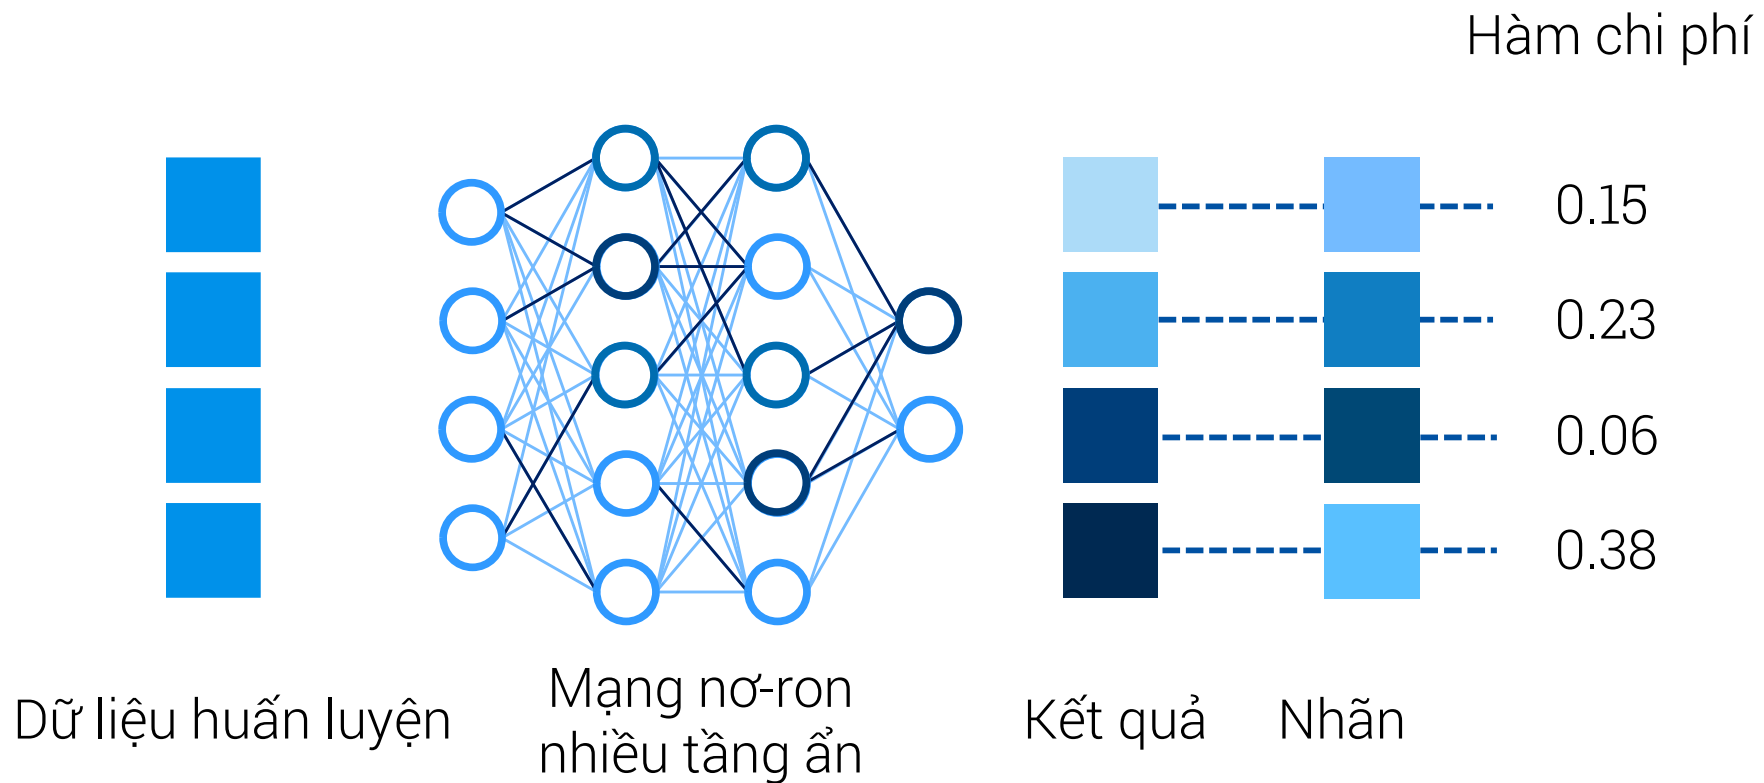 Hàm chi phí
0.15
0.23
0.06
0.38
Dữ liệu huấn luyện
Mạng nơ-ron
nhiều tầng ẩn
Kết quả
Nhãn